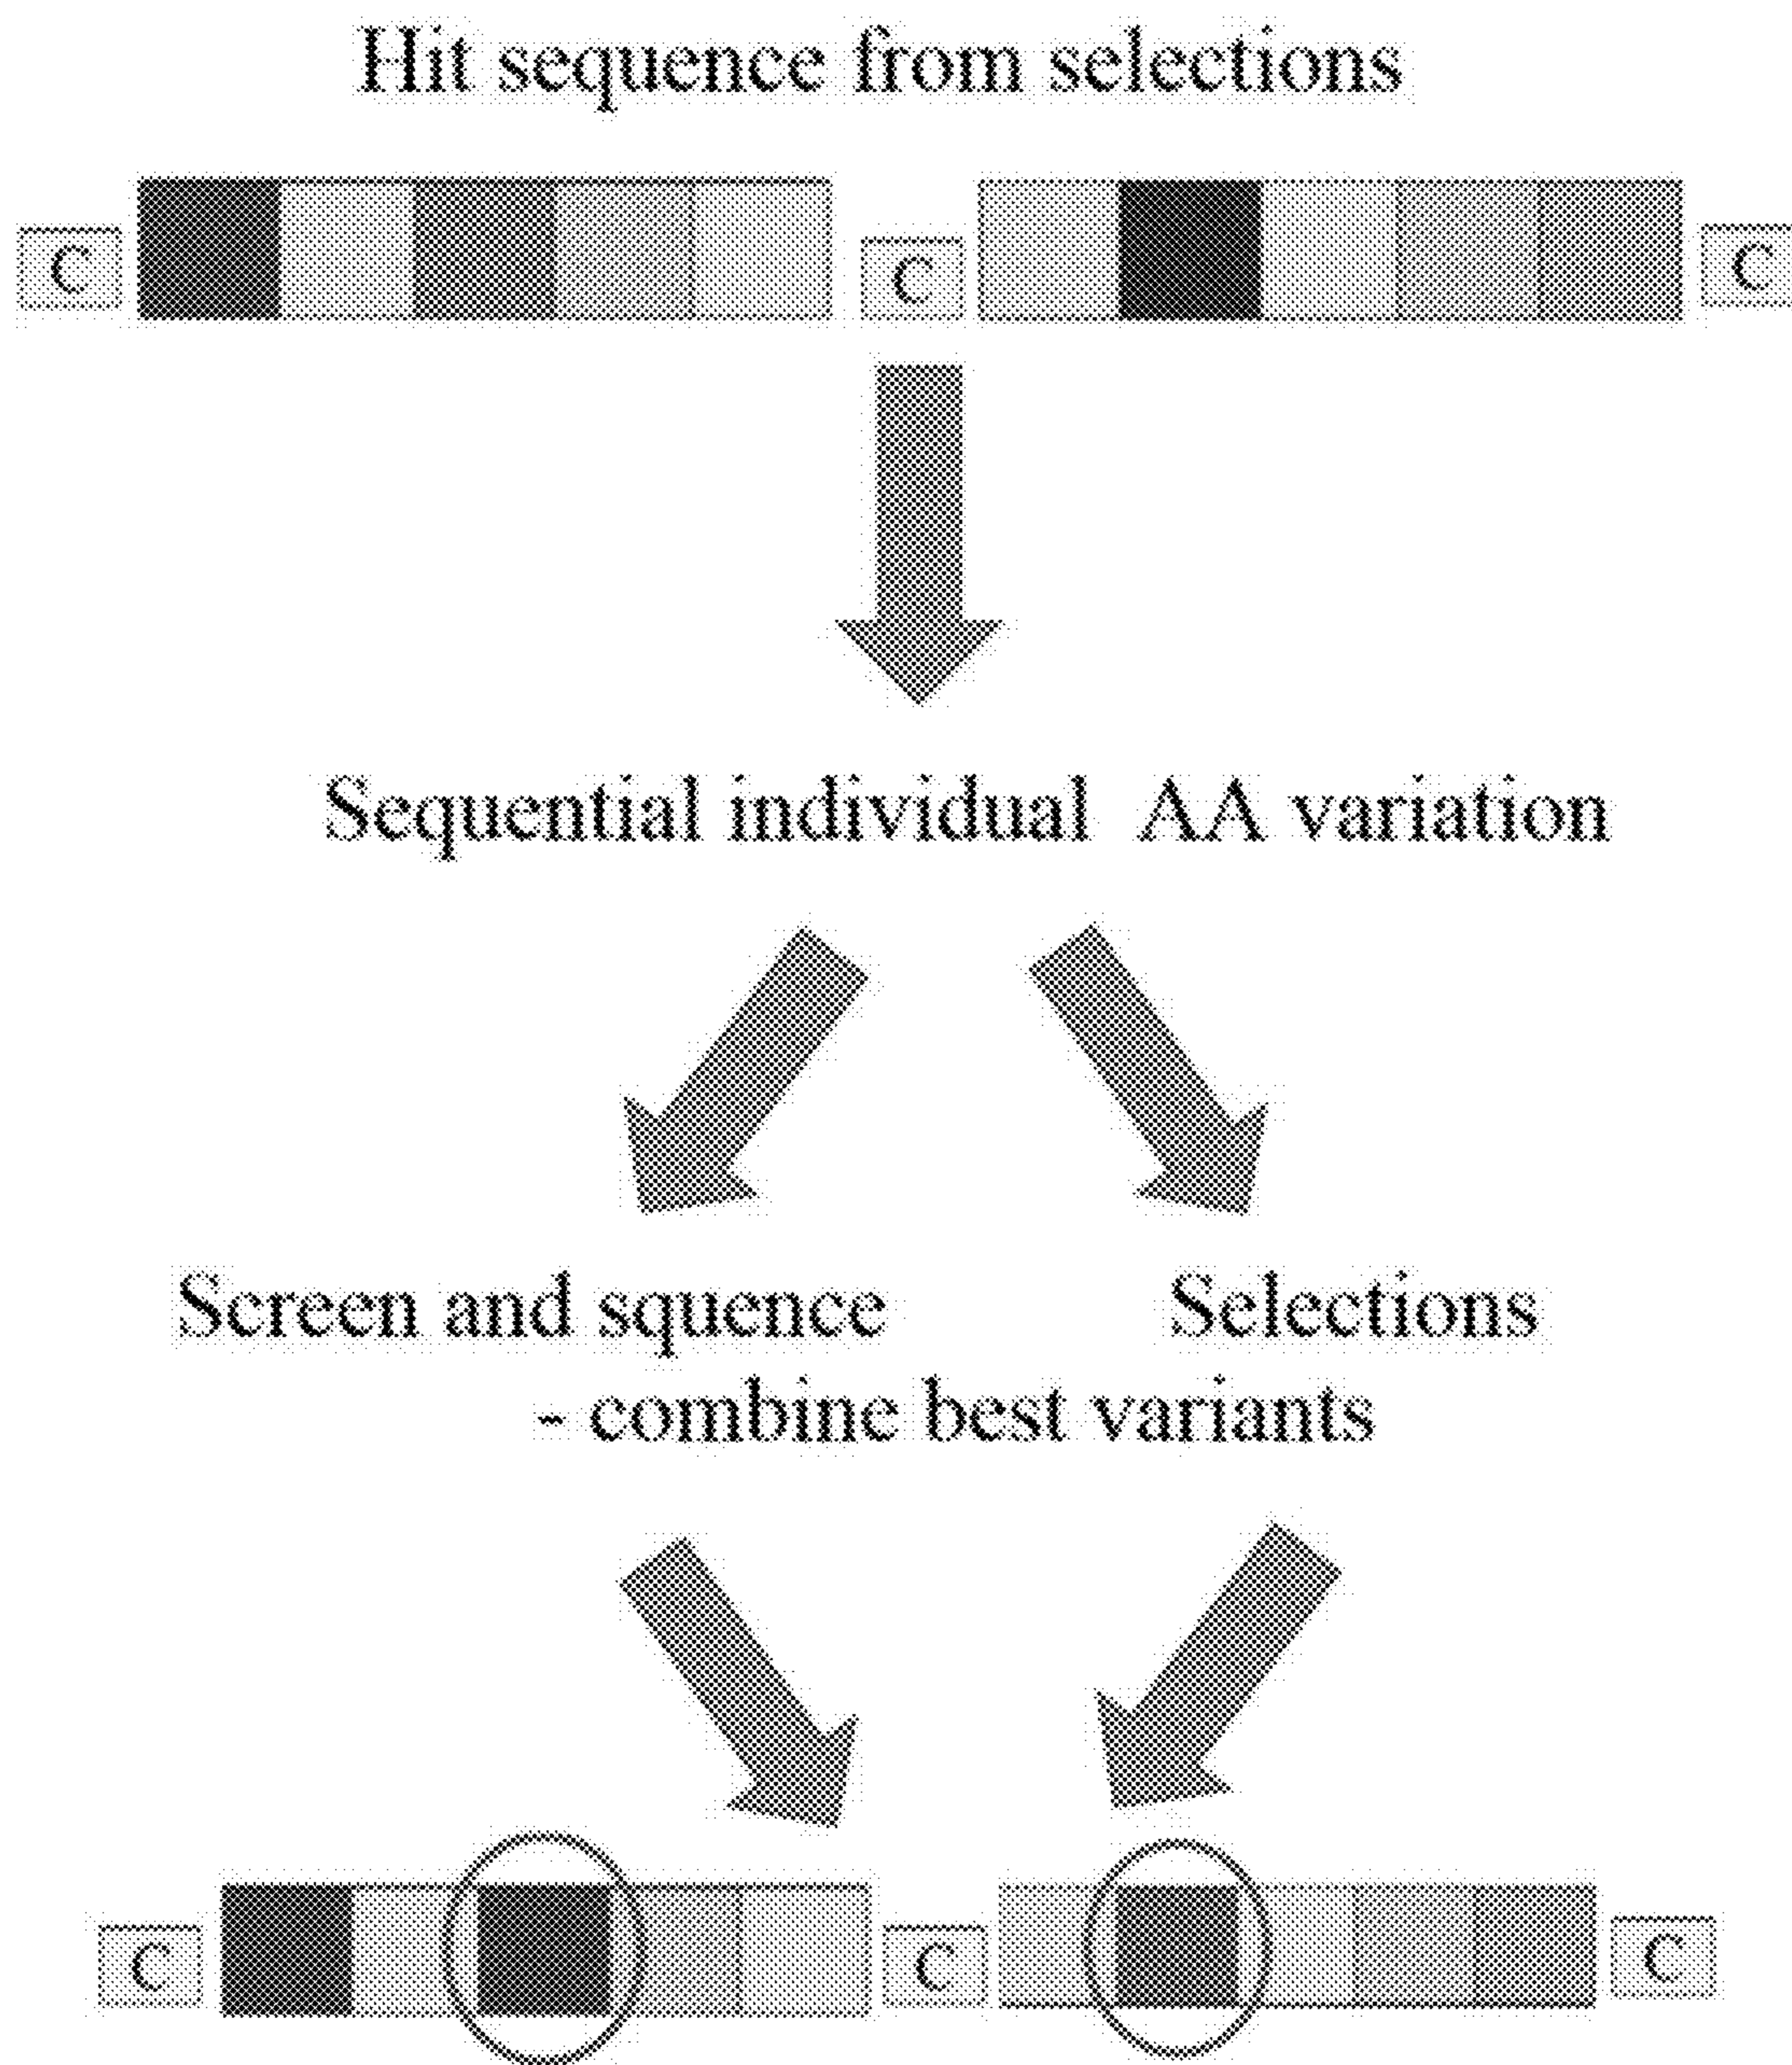 Hit sequence from selections
C C C
Sequential individual AA variation
Screen and squence Selections
- combine best variants
C C C